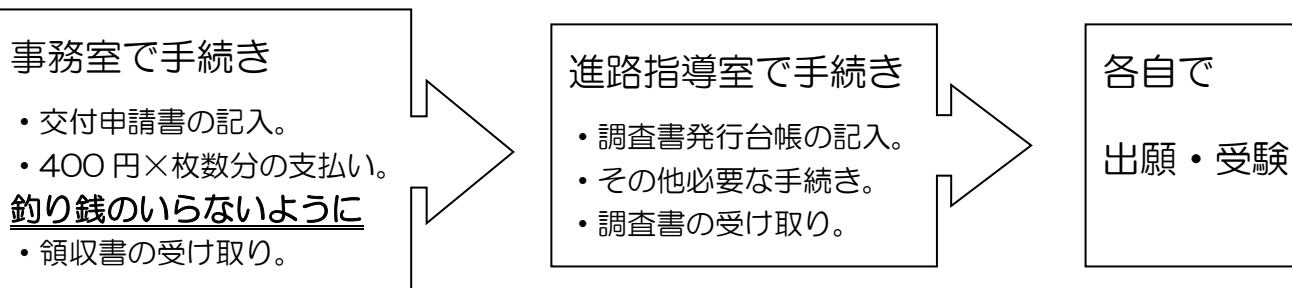 事務室で手続き
・交付申請書の記入。
・400円×枚数分の支払い。
釣り銭のいらないように
・領収書の受け取り。
進路指導室で手続き
・調査書発行台帳の記入。
・その他必要な手続き。
・調査書の受け取り。
各自で
出願・受験